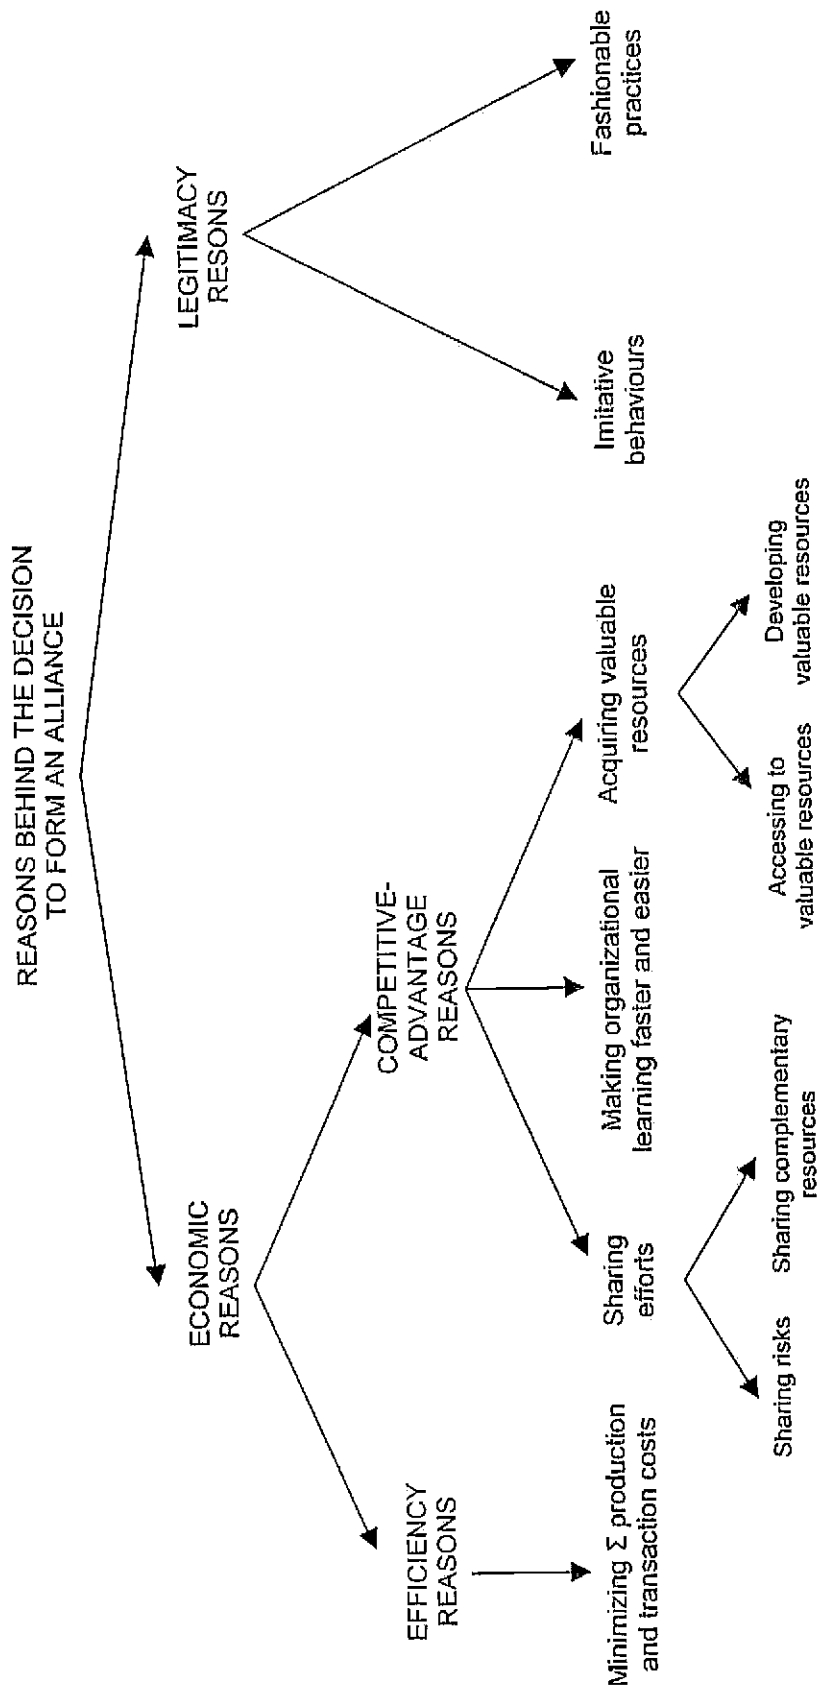 REASONS BEHIND THE DECISION
TO FORM AN ALLIANCE
ECONOMIC
REASONS
LEGITIMACY
RESONS
EFFICIENCY
REASONS
COMPETITIVE-
ADVANTAGE
REASONS
Minimizing Σ production
and transaction costs
Sharing
efforts
Making organizational
learning faster and easier
Acquiring valuable
resources
Imitative
behaviours
Fashionable
practices
Sharing risks
Sharing complementary
resources
Accessing to
valuable resources
Developing
valuable resources